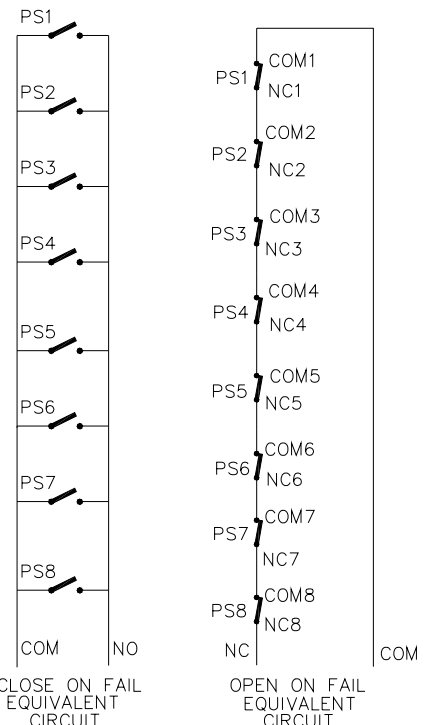 PS1
PS2
PS3
PS4
PS5
PS6
PS7
PS8
COM
NO
CLOSE ON FAIL
EQUIVALENT
CIRCUIT
COM1
PS1
NC1
COM2
PS2
NC2
COM3
PS3
NC3
COM4
PS4
NC4
COM5
PS5
NC5
COM6
PS6
NC6
COM7
PS7
NC7
COM8
PS8
NC8
NC
COM
OPEN ON FAIL
EQUIVALENT
CIRCUIT